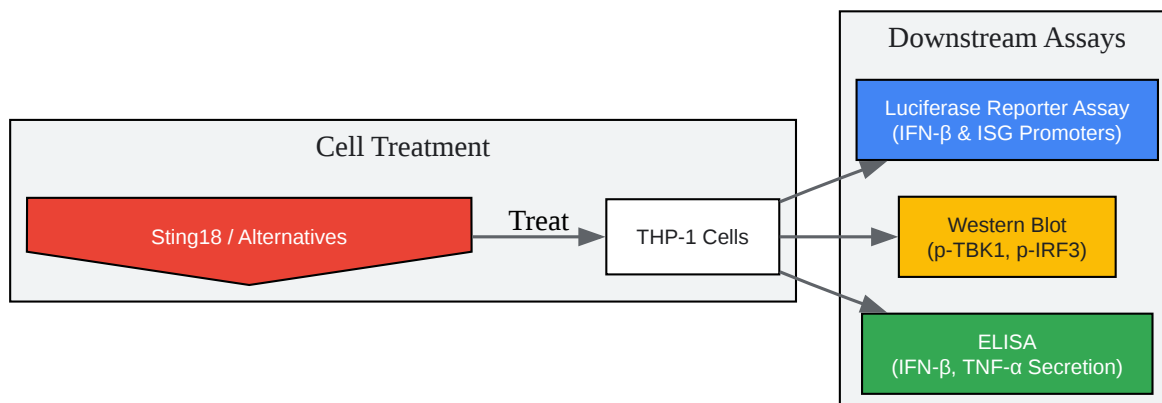 Cell Treatment
Sting18 / Alternatives
Treat
THP-1 Cells
Downstream Assays
Luciferase Reporter Assay
(IFN-β & ISG Promoters)
Western Blot
(p-TBK1, p-IRF3)
ELISA
(IFN-β, TNF-α Secretion)